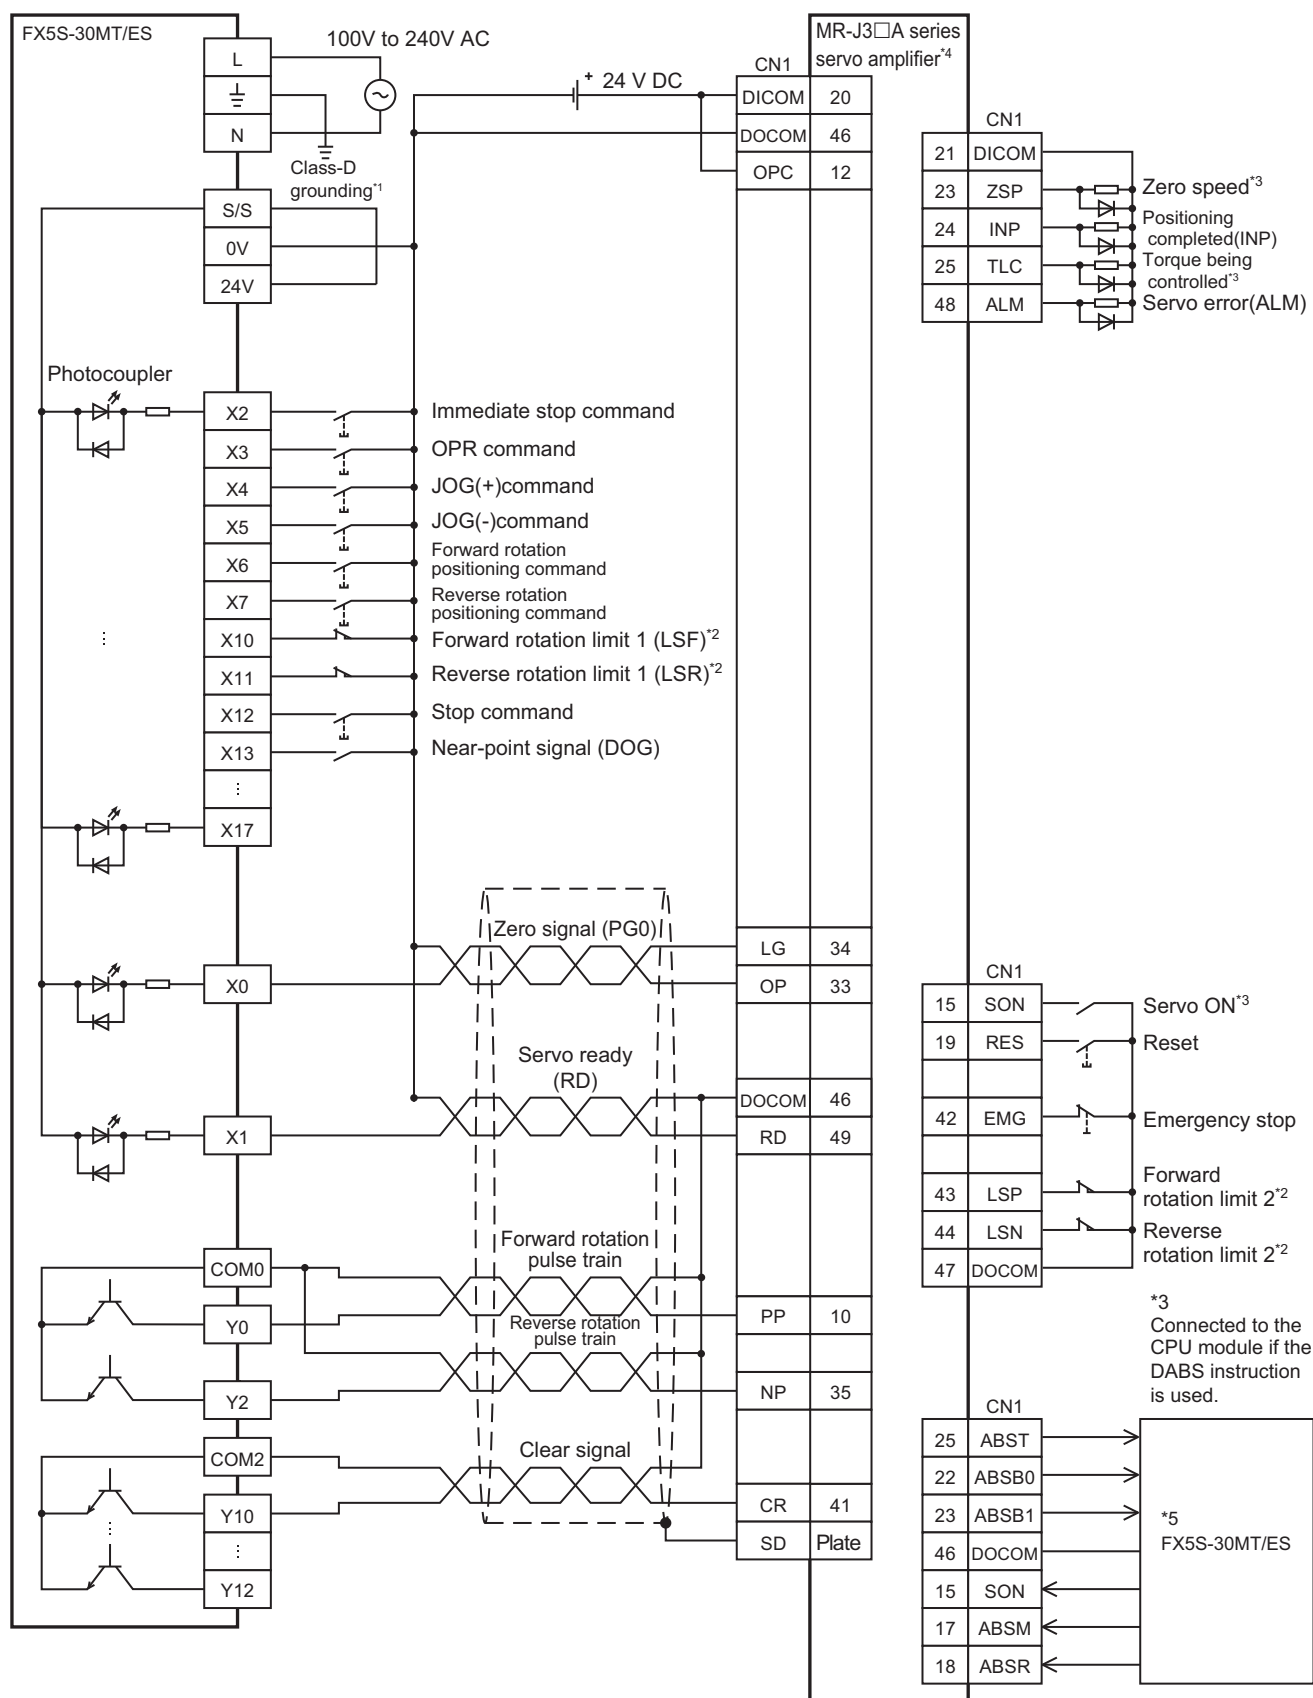 FX5S-30MT/ES
L
N
100V to 240V AC
Class-D
grounding*1
S/S
0V
24V
+ 24 V DC
CN1
MR-J3□A series
servo amplifier*4
DICOM 20
DOCOM 46
OPC 12
CN1
21 DICOM
23 ZSP Zero speed*3
24 INP Positioning
completed(INP)
25 TLC Torque being
controlled*3
48 ALM Servo error(ALM)
Photocoupler
X2 Immediate stop command
X3 OPR command
X4 JOG(+)command
X5 JOG(-)command
X6 Forward rotation
positioning command
X7 Reverse rotation
positioning command
X10 Forward rotation limit 1 (LSF)*2
X11 Reverse rotation limit 1 (LSR)*2
X12 Stop command
X13 Near-point signal (DOG)
⋮
⋮
X17
Zero signal (PG0)
LG 34
X0
OP 33
Servo ready
(RD)
DOCOM 46
X1
RD 49
CN1
15 SON Servo ON*3
19 RES Reset
42 EMG Emergency stop
43 LSP Forward
rotation limit 2*2
44 LSN Reverse
rotation limit 2*2
47 DOCOM
COM0
Forward rotation
pulse train
Y0
PP 10
Reverse rotation
pulse train
Y2
NP 35
COM2
Clear signal
Y10
CR 41
⋮
⋮
SD Plate
Y12
*3
Connected to the
CPU module if the
DABS instruction
is used.
CN1
25 ABST
22 ABSB0
23 ABSB1
46 DOCOM
15 SON
17 ABSM
18 ABSR
*5
FX5S-30MT/ES